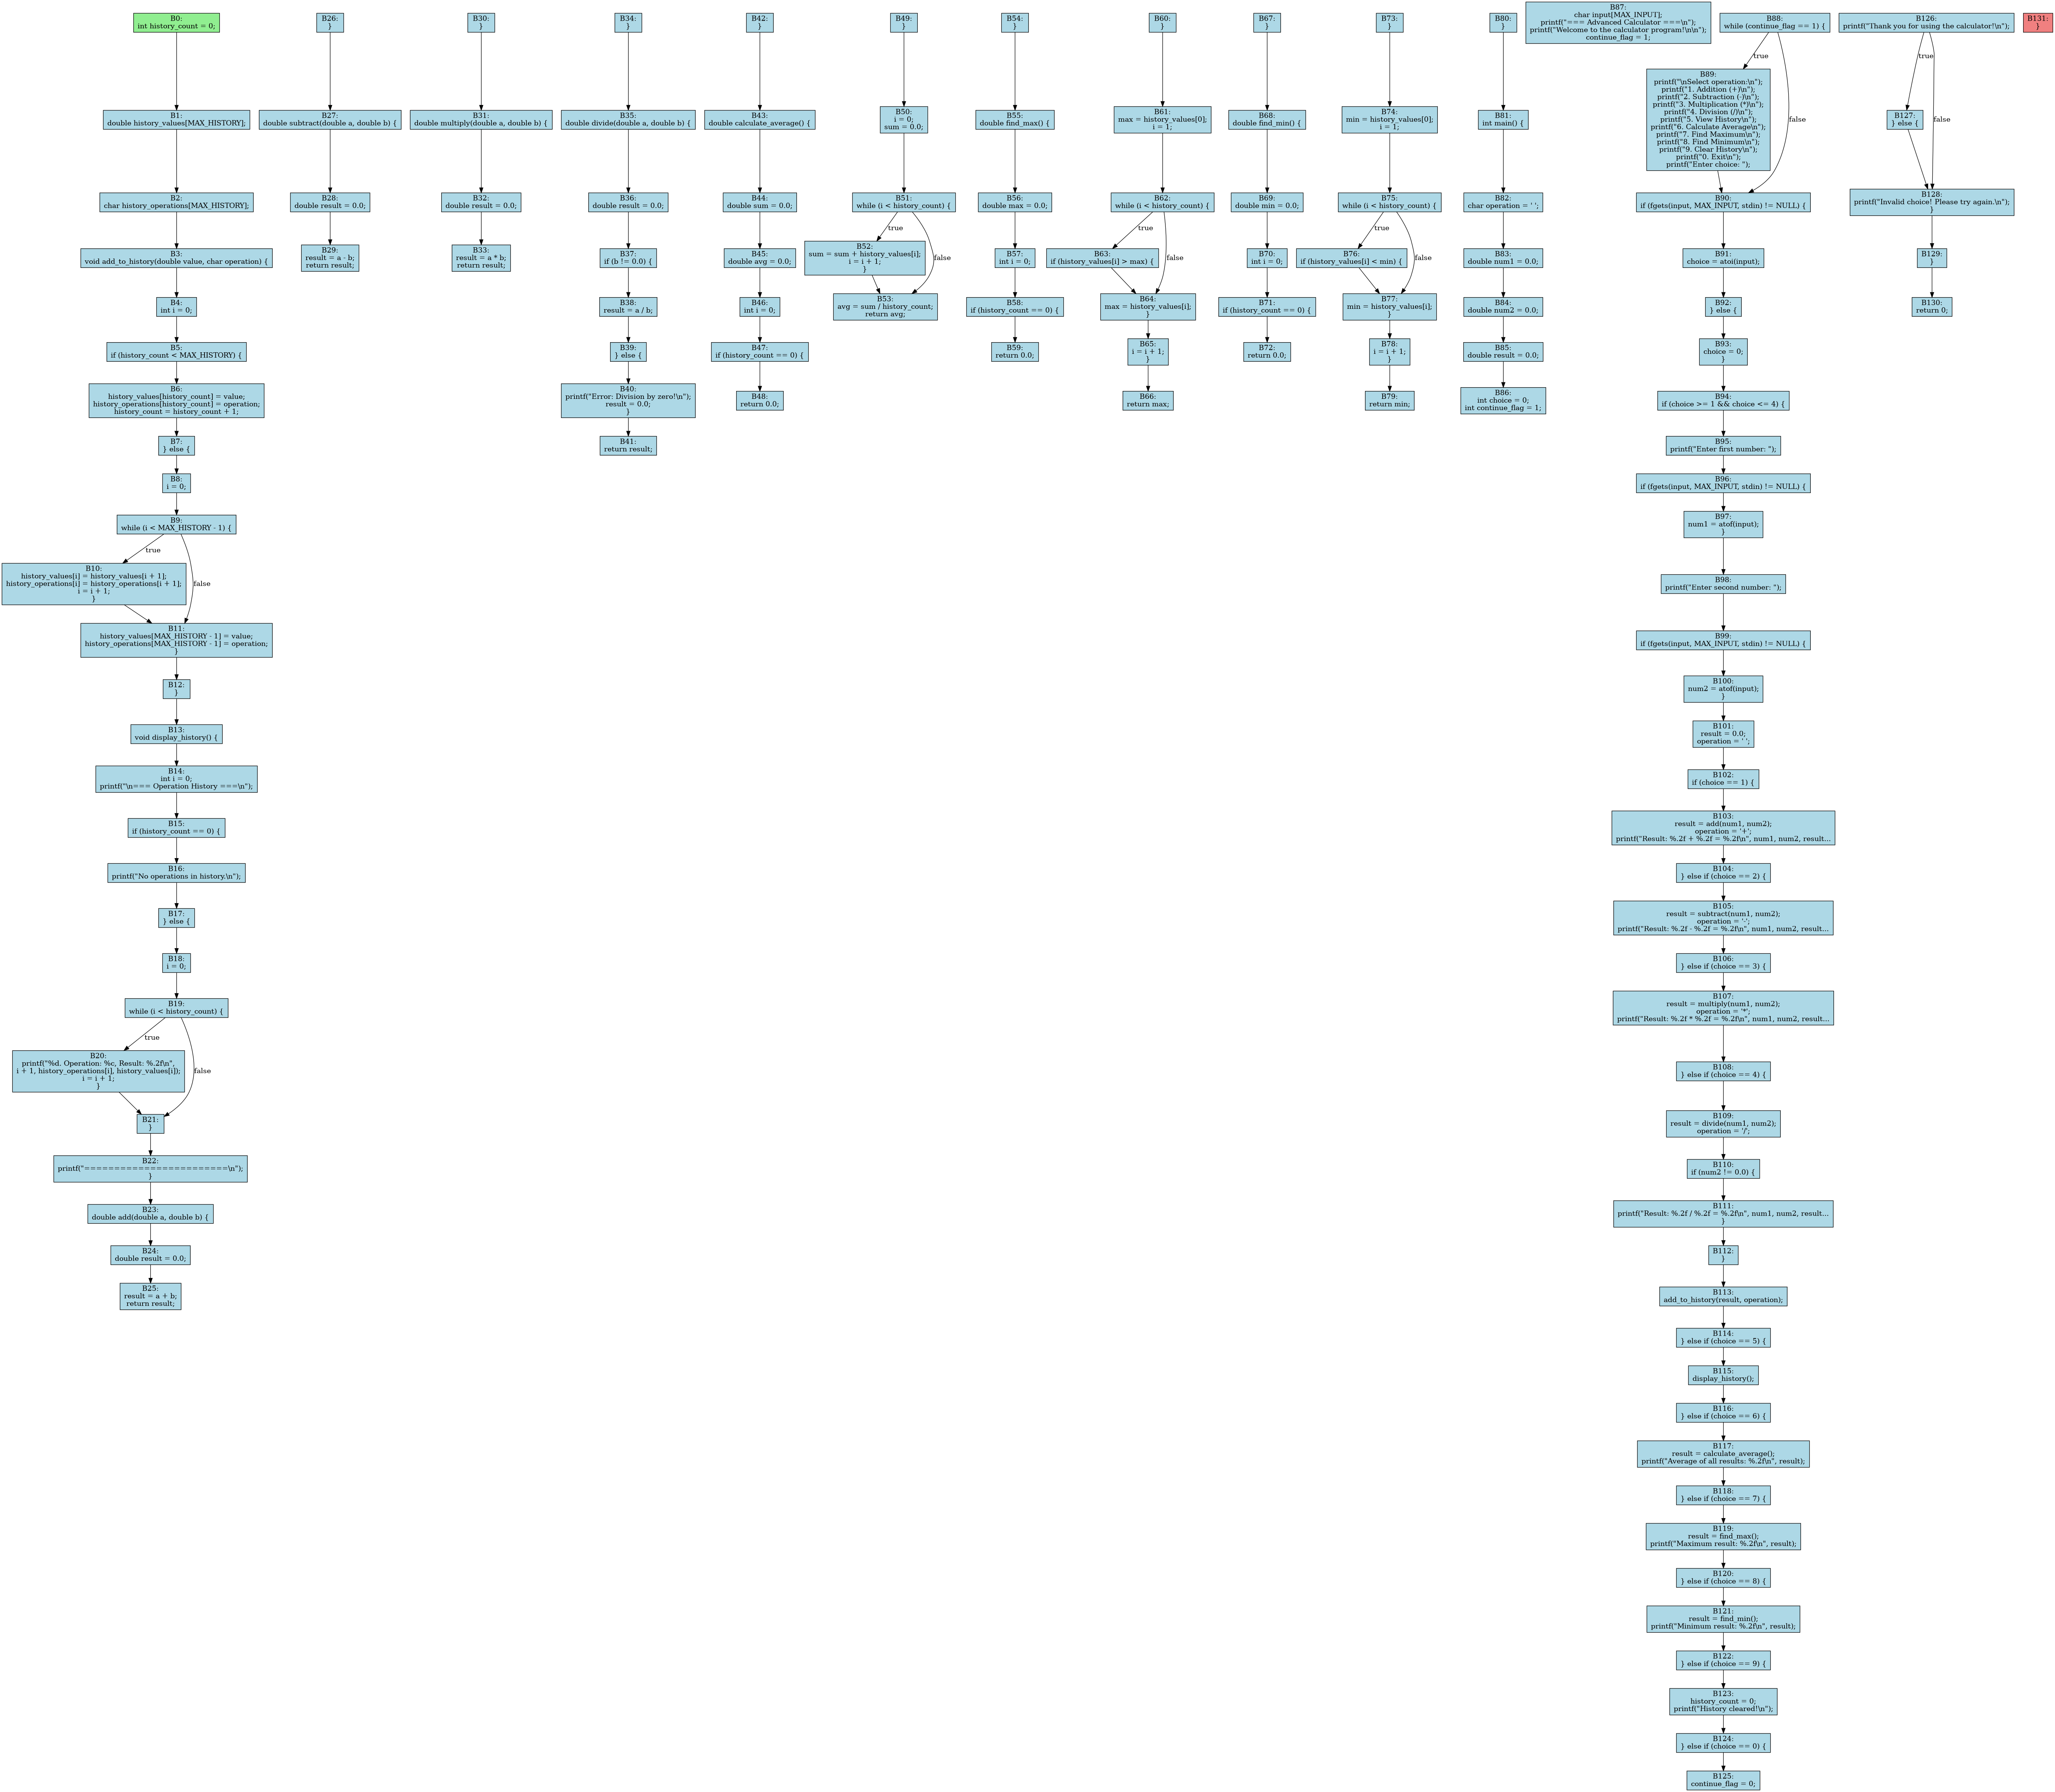 B0:
int history_count = 0;
B1:
double history_values[MAX_HISTORY];
B2:
char history_operations[MAX_HISTORY];
B3:
void add_to_history(double value, char operation) {
B4:
int i = 0;
B5:
if (history_count < MAX_HISTORY) {
B6:
history_values[history_count] = value;
history_operations[history_count] = operation;
history_count = history_count + 1;
B7:
} else {
B8:
i = 0;
B9:
while (i < MAX_HISTORY - 1) {
true
false
B10:
history_values[i] = history_values[i + 1];
history_operations[i] = history_operations[i + 1];
i = i + 1;
}
B11:
history_values[MAX_HISTORY - 1] = value;
history_operations[MAX_HISTORY - 1] = operation;
}
B12:
}
B13:
void display_history() {
B14:
int i = 0;
printf("\n=== Operation History ===\n");
B15:
if (history_count == 0) {
B16:
printf("No operations in history.\n");
B17:
} else {
B18:
i = 0;
B19:
while (i < history_count) {
true
false
B20:
printf("%d. Operation: %c, Result: %.2f\n",
i + 1, history_operations[i], history_values[i]);
i = i + 1;
}
B21:
}
B22:
printf("========================\n");
}
B23:
double add(double a, double b) {
B24:
double result = 0.0;
B25:
result = a + b;
return result;
B26:
}
B27:
double subtract(double a, double b) {
B28:
double result = 0.0;
B29:
result = a - b;
return result;
B30:
}
B31:
double multiply(double a, double b) {
B32:
double result = 0.0;
B33:
result = a * b;
return result;
B34:
}
B35:
double divide(double a, double b) {
B36:
double result = 0.0;
B37:
if (b != 0.0) {
B38:
result = a / b;
B39:
} else {
B40:
printf("Error: Division by zero!\n");
result = 0.0;
}
B41:
return result;
B42:
}
B43:
double calculate_average() {
B44:
double sum = 0.0;
B45:
double avg = 0.0;
B46:
int i = 0;
B47:
if (history_count == 0) {
B48:
return 0.0;
B49:
}
B50:
i = 0;
sum = 0.0;
B51:
while (i < history_count) {
true
false
B52:
sum = sum + history_values[i];
i = i + 1;
}
B53:
avg = sum / history_count;
return avg;
B54:
}
B55:
double find_max() {
B56:
double max = 0.0;
B57:
int i = 0;
B58:
if (history_count == 0) {
B59:
return 0.0;
B60:
}
B61:
max = history_values[0];
i = 1;
B62:
while (i < history_count) {
true
false
B63:
if (history_values[i] > max) {
B64:
max = history_values[i];
}
B65:
i = i + 1;
}
B66:
return max;
B67:
}
B68:
double find_min() {
B69:
double min = 0.0;
B70:
int i = 0;
B71:
if (history_count == 0) {
B72:
return 0.0;
B73:
}
B74:
min = history_values[0];
i = 1;
B75:
while (i < history_count) {
true
false
B76:
if (history_values[i] < min) {
B77:
min = history_values[i];
}
B78:
i = i + 1;
}
B79:
return min;
B80:
}
B81:
int main() {
B82:
char operation = ' ';
B83:
double num1 = 0.0;
B84:
double num2 = 0.0;
B85:
double result = 0.0;
B86:
int choice = 0;
int continue_flag = 1;
B87:
char input[MAX_INPUT];
printf("=== Advanced Calculator ===\n");
printf("Welcome to the calculator program!\n\n");
continue_flag = 1;
B88:
while (continue_flag == 1) {
true
false
B89:
printf("\nSelect operation:\n");
printf("1. Addition (+)\n");
printf("2. Subtraction (-)\n");
printf("3. Multiplication (*)\n");
printf("4. Division (/)\n");
printf("5. View History\n");
printf("6. Calculate Average\n");
printf("7. Find Maximum\n");
printf("8. Find Minimum\n");
printf("9. Clear History\n");
printf("0. Exit\n");
printf("Enter choice: ");
B90:
if (fgets(input, MAX_INPUT, stdin) != NULL) {
B91:
choice = atoi(input);
B92:
} else {
B93:
choice = 0;
}
B94:
if (choice >= 1 && choice <= 4) {
B95:
printf("Enter first number: ");
B96:
if (fgets(input, MAX_INPUT, stdin) != NULL) {
B97:
num1 = atof(input);
}
B98:
printf("Enter second number: ");
B99:
if (fgets(input, MAX_INPUT, stdin) != NULL) {
B100:
num2 = atof(input);
}
B101:
result = 0.0;
operation = ' ';
B102:
if (choice == 1) {
B103:
result = add(num1, num2);
operation = '+';
printf("Result: %.2f + %.2f = %.2f\n", num1, num2, result...
B104:
} else if (choice == 2) {
B105:
result = subtract(num1, num2);
operation = '-';
printf("Result: %.2f - %.2f = %.2f\n", num1, num2, result...
B106:
} else if (choice == 3) {
B107:
result = multiply(num1, num2);
operation = '*';
printf("Result: %.2f * %.2f = %.2f\n", num1, num2, result...
B108:
} else if (choice == 4) {
B109:
result = divide(num1, num2);
operation = '/';
B110:
if (num2 != 0.0) {
B111:
printf("Result: %.2f / %.2f = %.2f\n", num1, num2, result...
}
B112:
}
B113:
add_to_history(result, operation);
B114:
} else if (choice == 5) {
B115:
display_history();
B116:
} else if (choice == 6) {
B117:
result = calculate_average();
printf("Average of all results: %.2f\n", result);
B118:
} else if (choice == 7) {
B119:
result = find_max();
printf("Maximum result: %.2f\n", result);
B120:
} else if (choice == 8) {
B121:
result = find_min();
printf("Minimum result: %.2f\n", result);
B122:
} else if (choice == 9) {
B123:
history_count = 0;
printf("History cleared!\n");
B124:
} else if (choice == 0) {
B125:
continue_flag = 0;
B126:
printf("Thank you for using the calculator!\n");
true
false
B127:
} else {
B128:
printf("Invalid choice! Please try again.\n");
}
B129:
}
B130:
return 0;
B131:
}